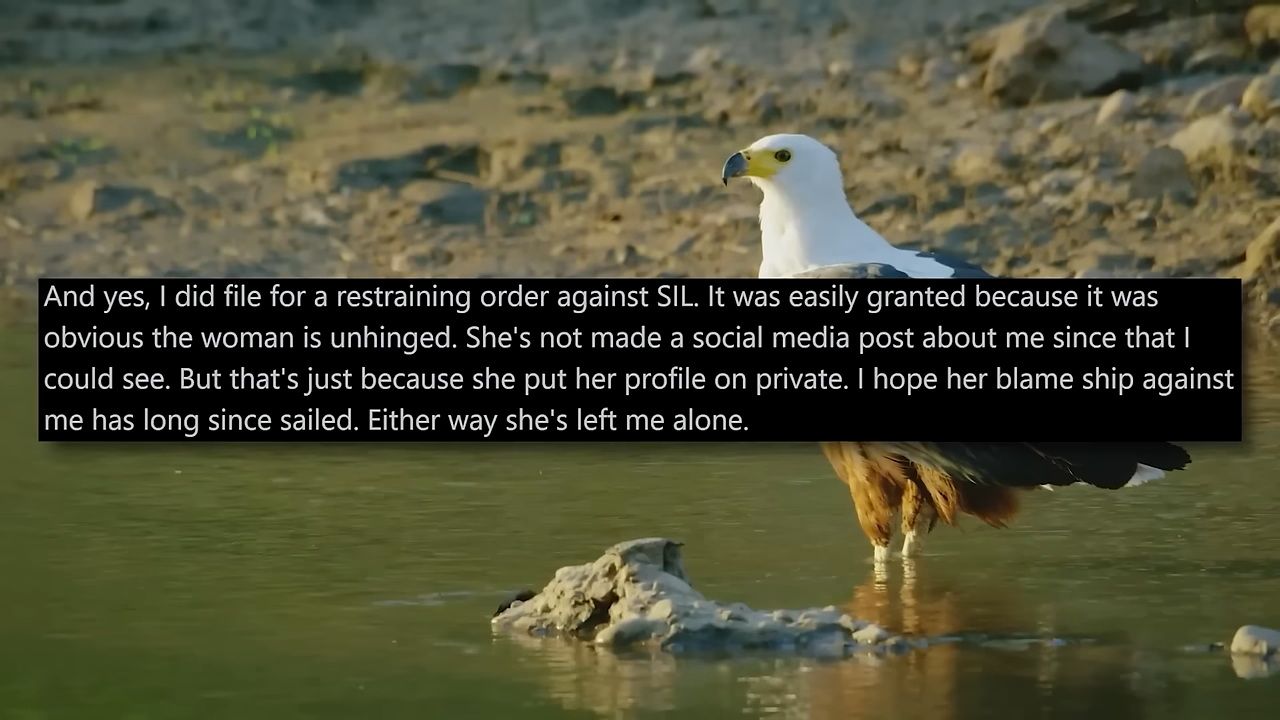 And yes, I did file for a restraining order against SIL. It was easily granted because it was
obvious the woman is unhinged. She's not made a social media post about me since that I
could see. But that's just because she put her profile on private. I hope her blame ship against
me has long since sailed. Either way she's left me alone.